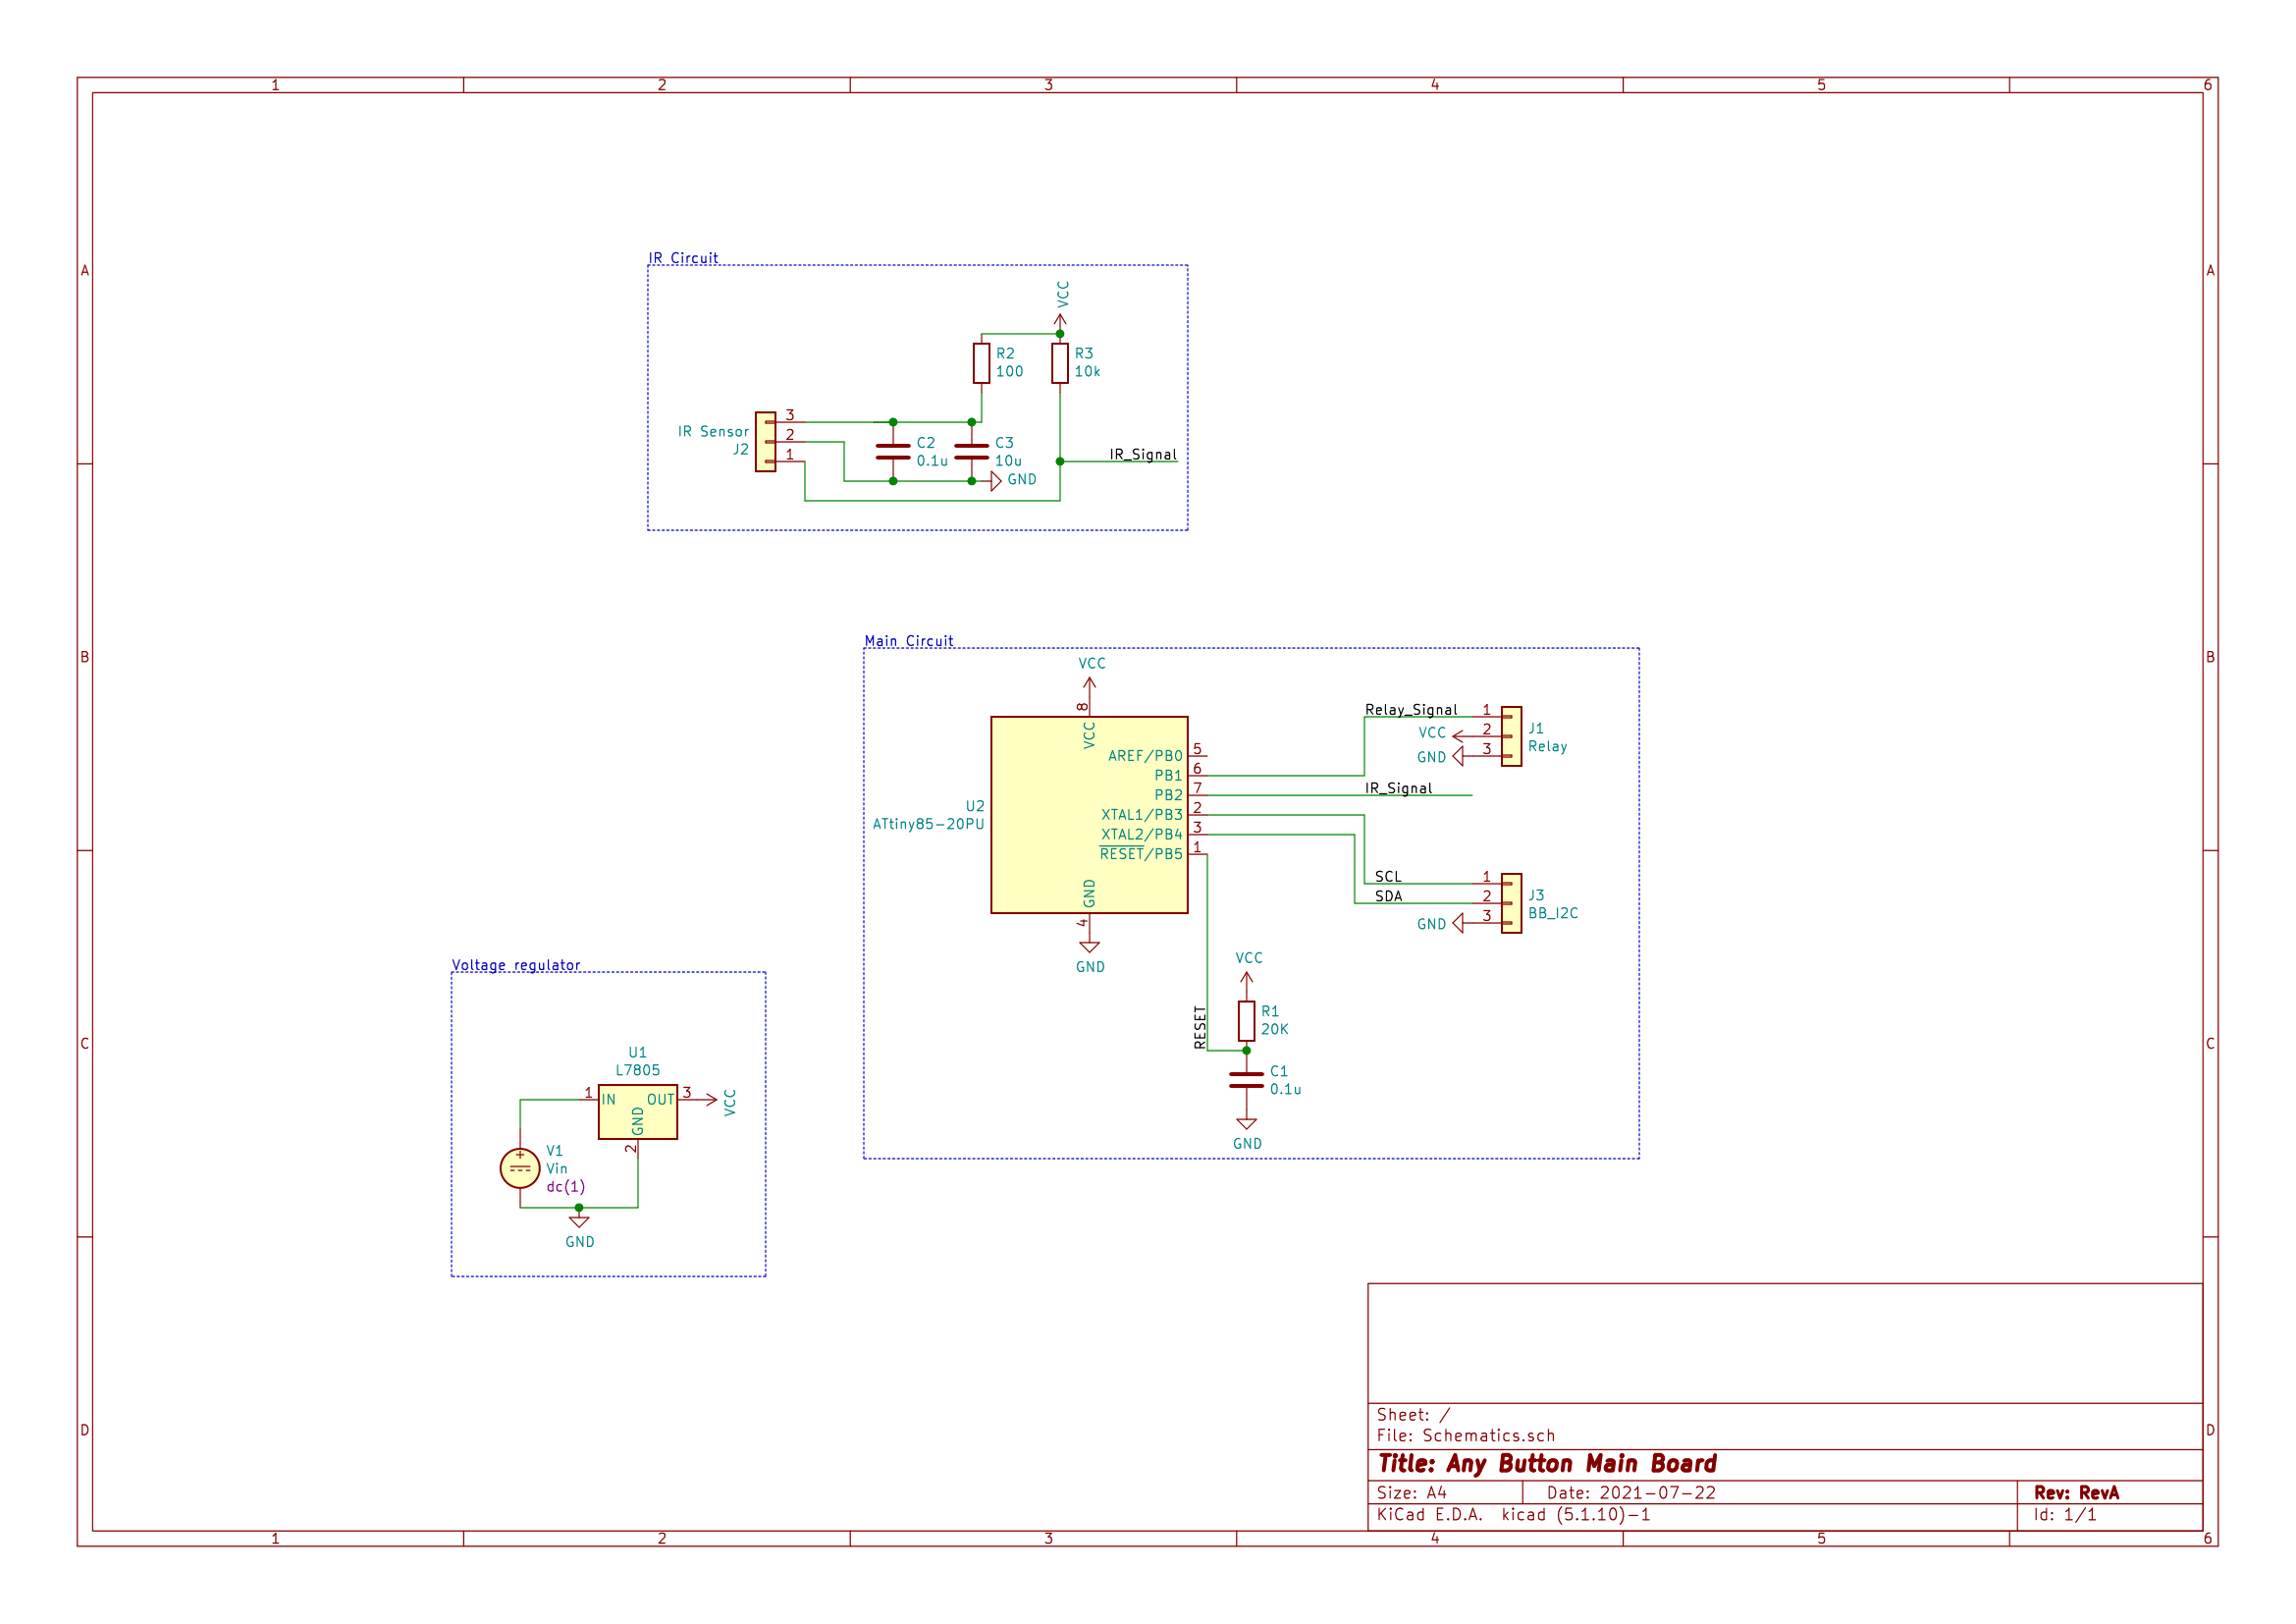 1 2 3 4 5 6
A A
IR Circuit
VCC
R2
100
R3
10k
IR Sensor
J2
3
2
1
C2
0.1u
C3
10u
GND
IR_Signal
B B
Main Circuit
VCC
8
VCC
U2
ATtiny85-20PU
AREF/PB0 5
PB1 6
PB2 7
XTAL1/PB3 2
XTAL2/PB4 3
RESET/PB5 1
GND
4
GND
Relay_Signal
VCC
GND
1
2
3
J1
Relay
IR_Signal
SCL
SDA
GND
1
2
3
J3
BB_I2C
VCC
R1
20K
RESET
C1
0.1u
GND
C C
Voltage regulator
U1
L7805
1 IN OUT 3
GND
2
VCC
V1
Vin
dc(1)
GND
D D
Sheet: /
File: Schematics.sch
Title: Any Button Main Board
Size: A4 Date: 2021-07-22 Rev: RevA
KiCad E.D.A. kicad (5.1.10)-1 Id: 1/1
1 2 3 4 5 6